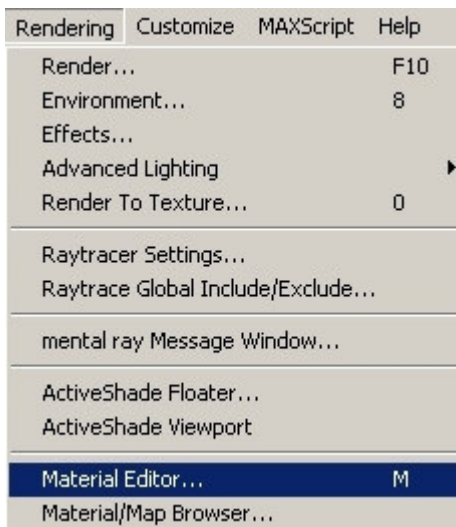 Rendering Customize MAXScript Help
Render... F10
Environment... 8
Effects...
Advanced Lighting
Render To Texture... 0
Raytracer Settings...
Raytrace Global Include/Exclude...
mental ray Message Window...
ActiveShade Floater...
ActiveShade Viewport
Material Editor... M
Material/Map Browser...